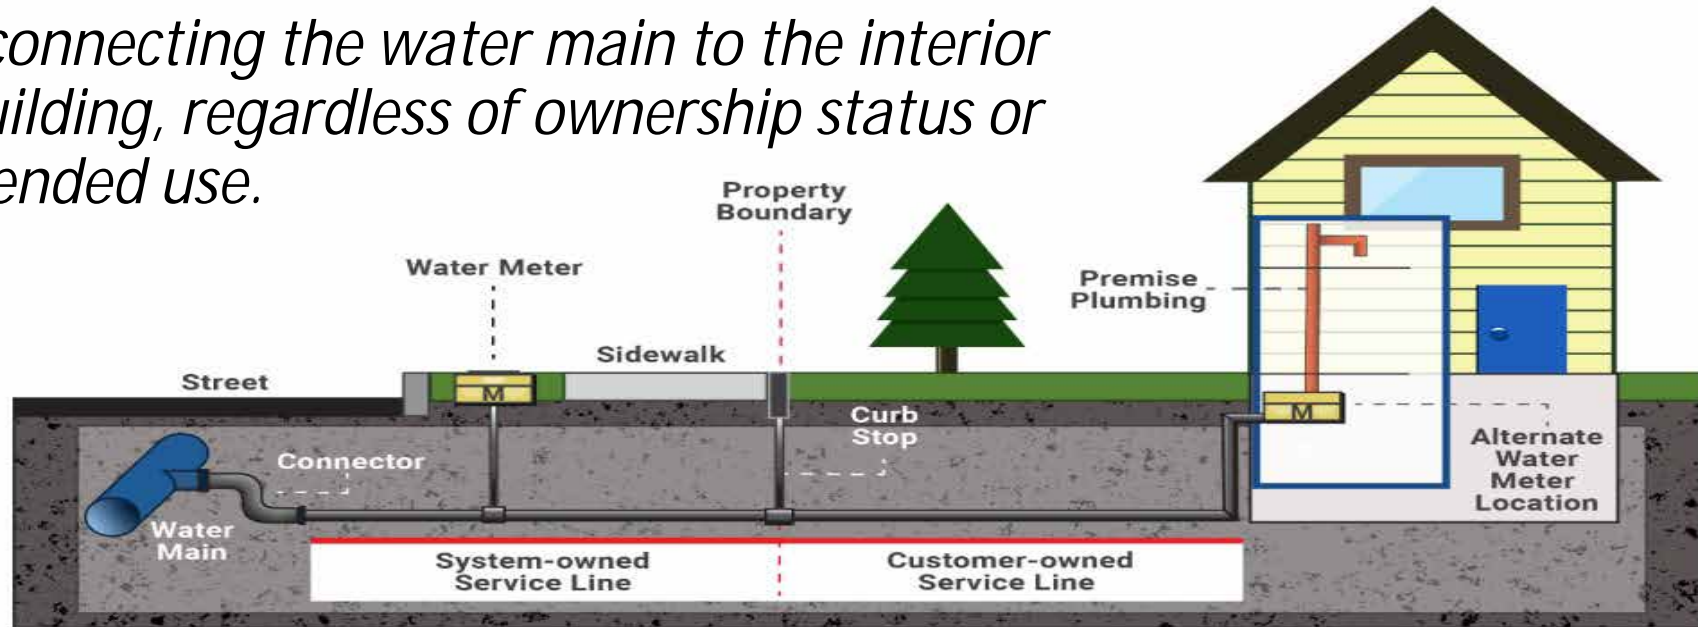 connecting the water main to the interior
uilding, regardless of ownership status or
ended use.
Property
Boundary
Water Meter
Premise
Plumbing
Sidewalk
Street
M
Curb
Stop
M
Connector
Alternate
Water
Meter
Location
Water
Main
System-owned
Service Line
Customer-owned
Service Line